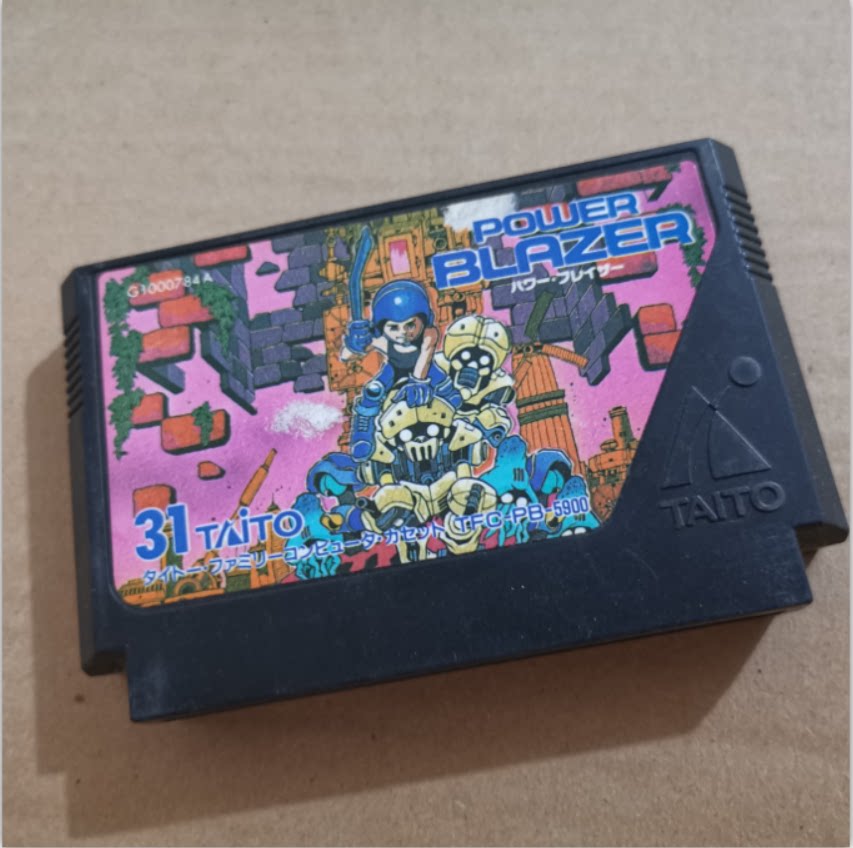 POWER
BLAZER
パワー・ブレイザー
G1000784A
TAITO
31 TAITO
タイトー・ファミリーコンピュータ・カセット (TFC-PB-5900